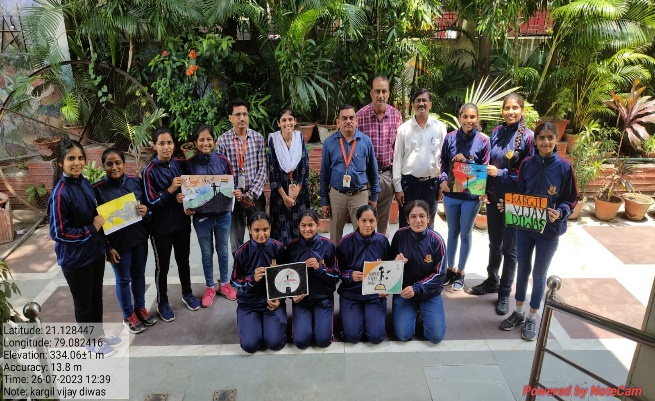 KARGIL
VIJAY
DIWAS
Latitude: 21.128447
Longitude: 79.082416
Elevation: 334.06±1 m
Accuracy: 13.8 m
Time: 26-07-2023 12:39
Note: kargil vijay diwas
Powered by NoteCam